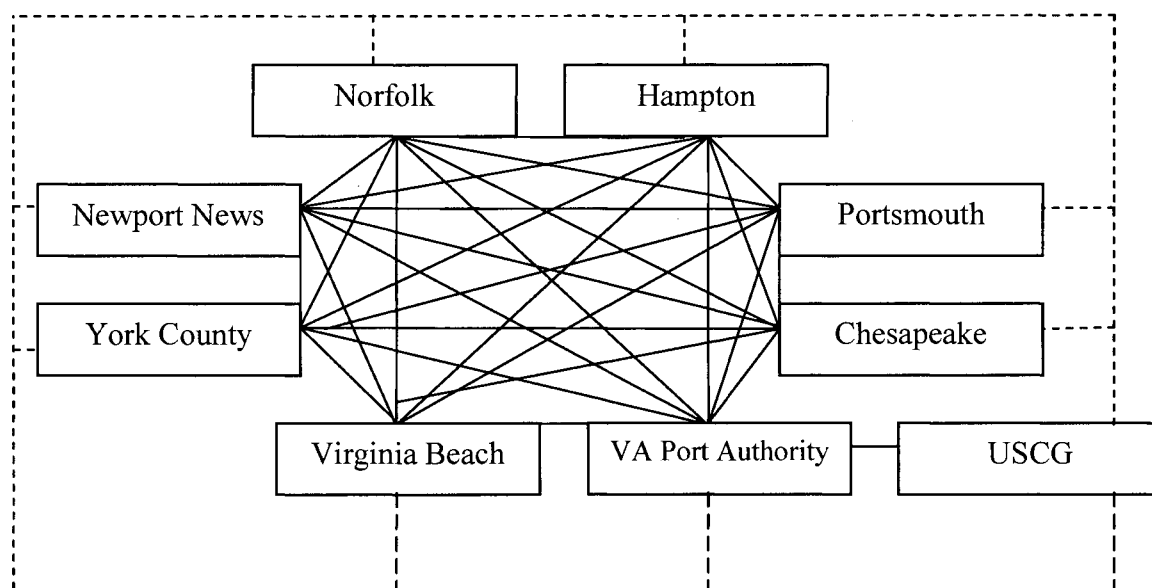 Norfolk
Hampton
Newport News
Portsmouth
York County
Chesapeake
Virginia Beach
VA Port Authority
USCG